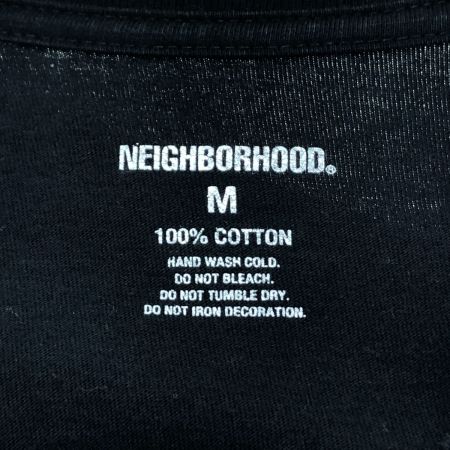 NEIGHBORHOOD®
M
100% COTTON
HAND WASH COLD.
DO NOT BLEACH.
DO NOT TUMBLE DRY.
DO NOT IRON DECORATION.